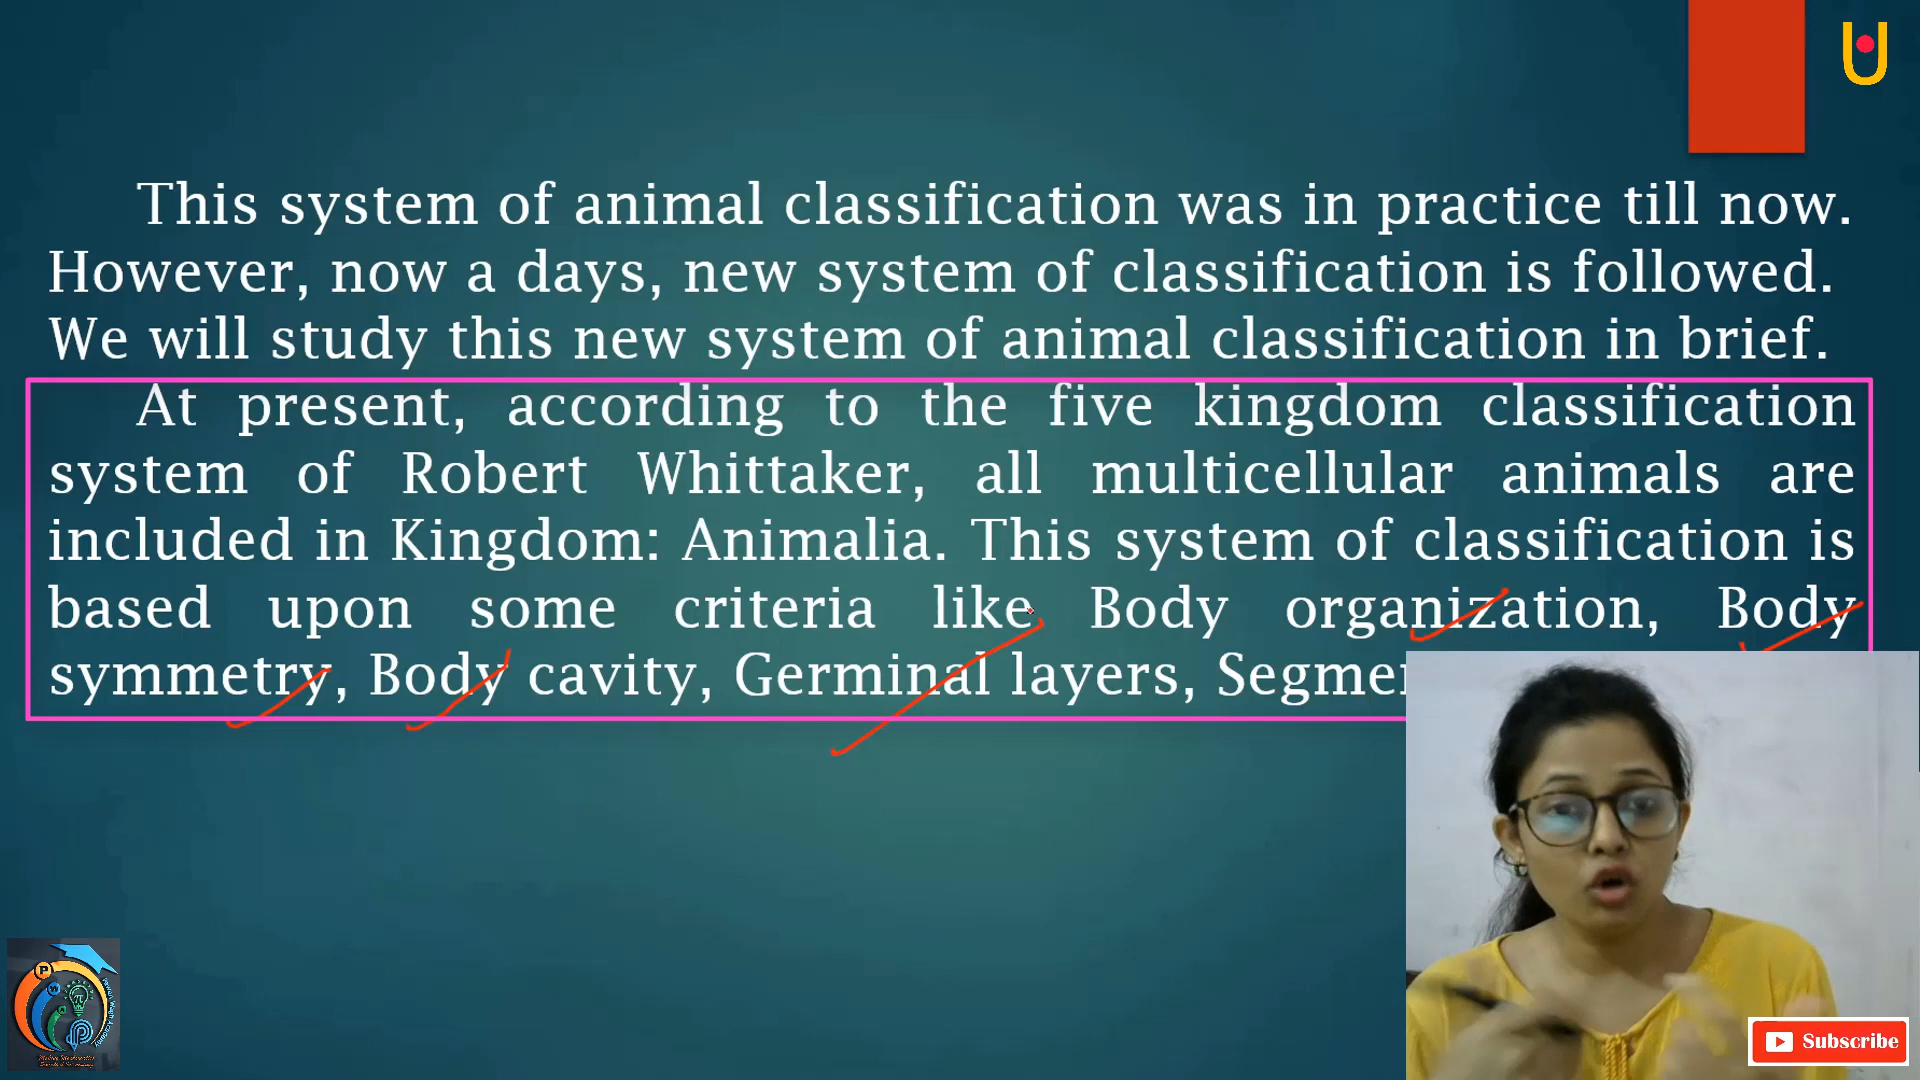 This system of animal classification was in practice till now.
However, now a days, new system of classification is followed.
We will study this new system of animal classification in brief.
At present, according to the five kingdom classification
system of Robert Whittaker, all multicellular animals are
included in Kingdom: Animalia. This system of classification is
based upon some criteria like Body organization, Body
symmetry, Body cavity, Germinal layers,
Subscribe